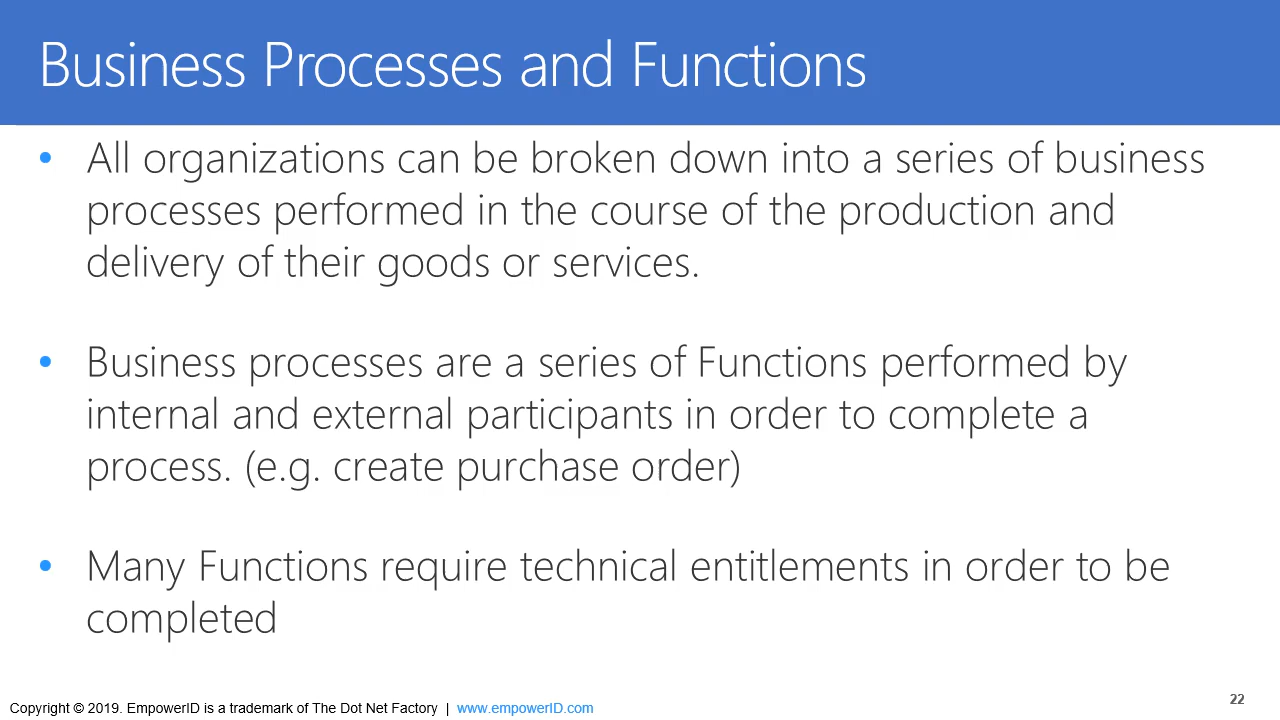 Business Processes and Functions
• All organizations can be broken down into a series of business
processes performed in the course of the production and
delivery of their goods or services.
• Business processes are a series of Functions performed by
internal and external participants in order to complete a
process. (e.g. create purchase order)
• Many Functions require technical entitlements in order to be
completed
Copyright © 2019. EmpowerID is a trademark of The Dot Net Factory | www.empowerID.com
22